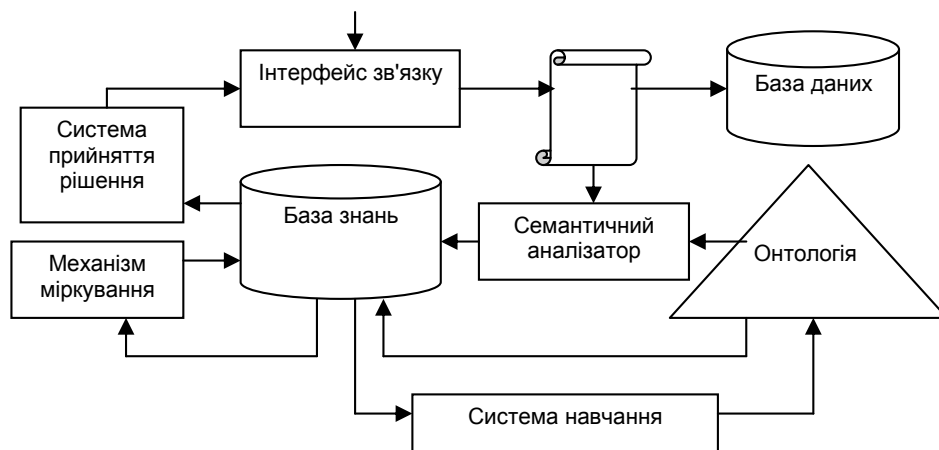 Інтерфейс зв'язку
База даних
Система
прийняття
рішення
База знань
Семантичний
аналізатор
Онтологія
Механізм
міркування
Система навчання